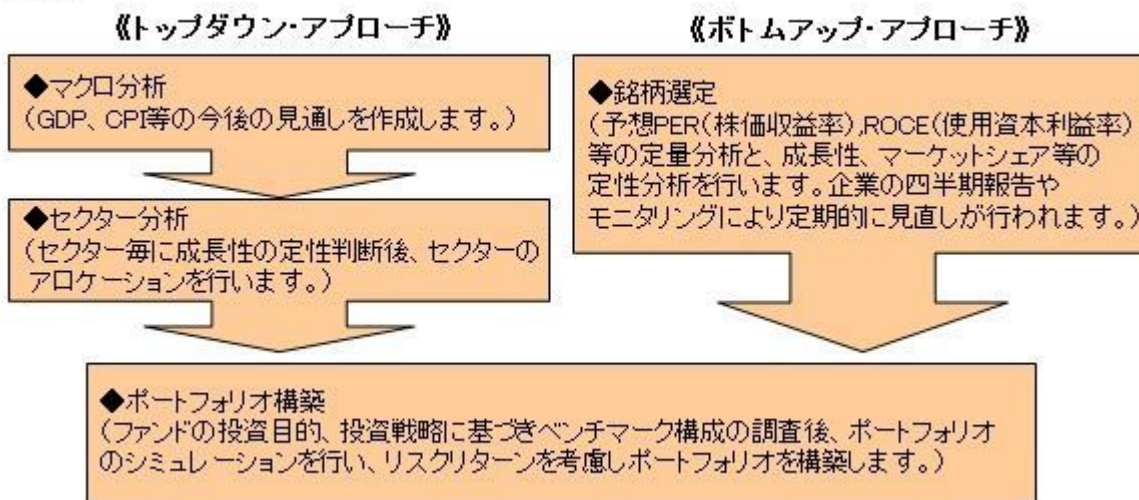 《トップダウン・アプローチ》
◆マクロ分析
(GDP、CPI等の今後の見通しを作成します。)
◆セクター分析
(セクター毎に成長性の定性判断後、セクターの
アロケーションを行います。)
《ボトムアップ・アプローチ》
◆銘柄選定
(予想PER(株価収益率),ROCE(使用資本利益率)
等の定量分析と、成長性、マーケットシェア等の
定性分析を行います。企業の四半期報告や
モニタリングにより定期的に見直しが行われます。)
◆ポートフォリオ構築
(ファンドの投資目的、投資戦略に基づきベンチマーク構成の調査後、ポートフォリオ
のシミュレーションを行い、リスクリターンを考慮しポートフォリオを構築します。)